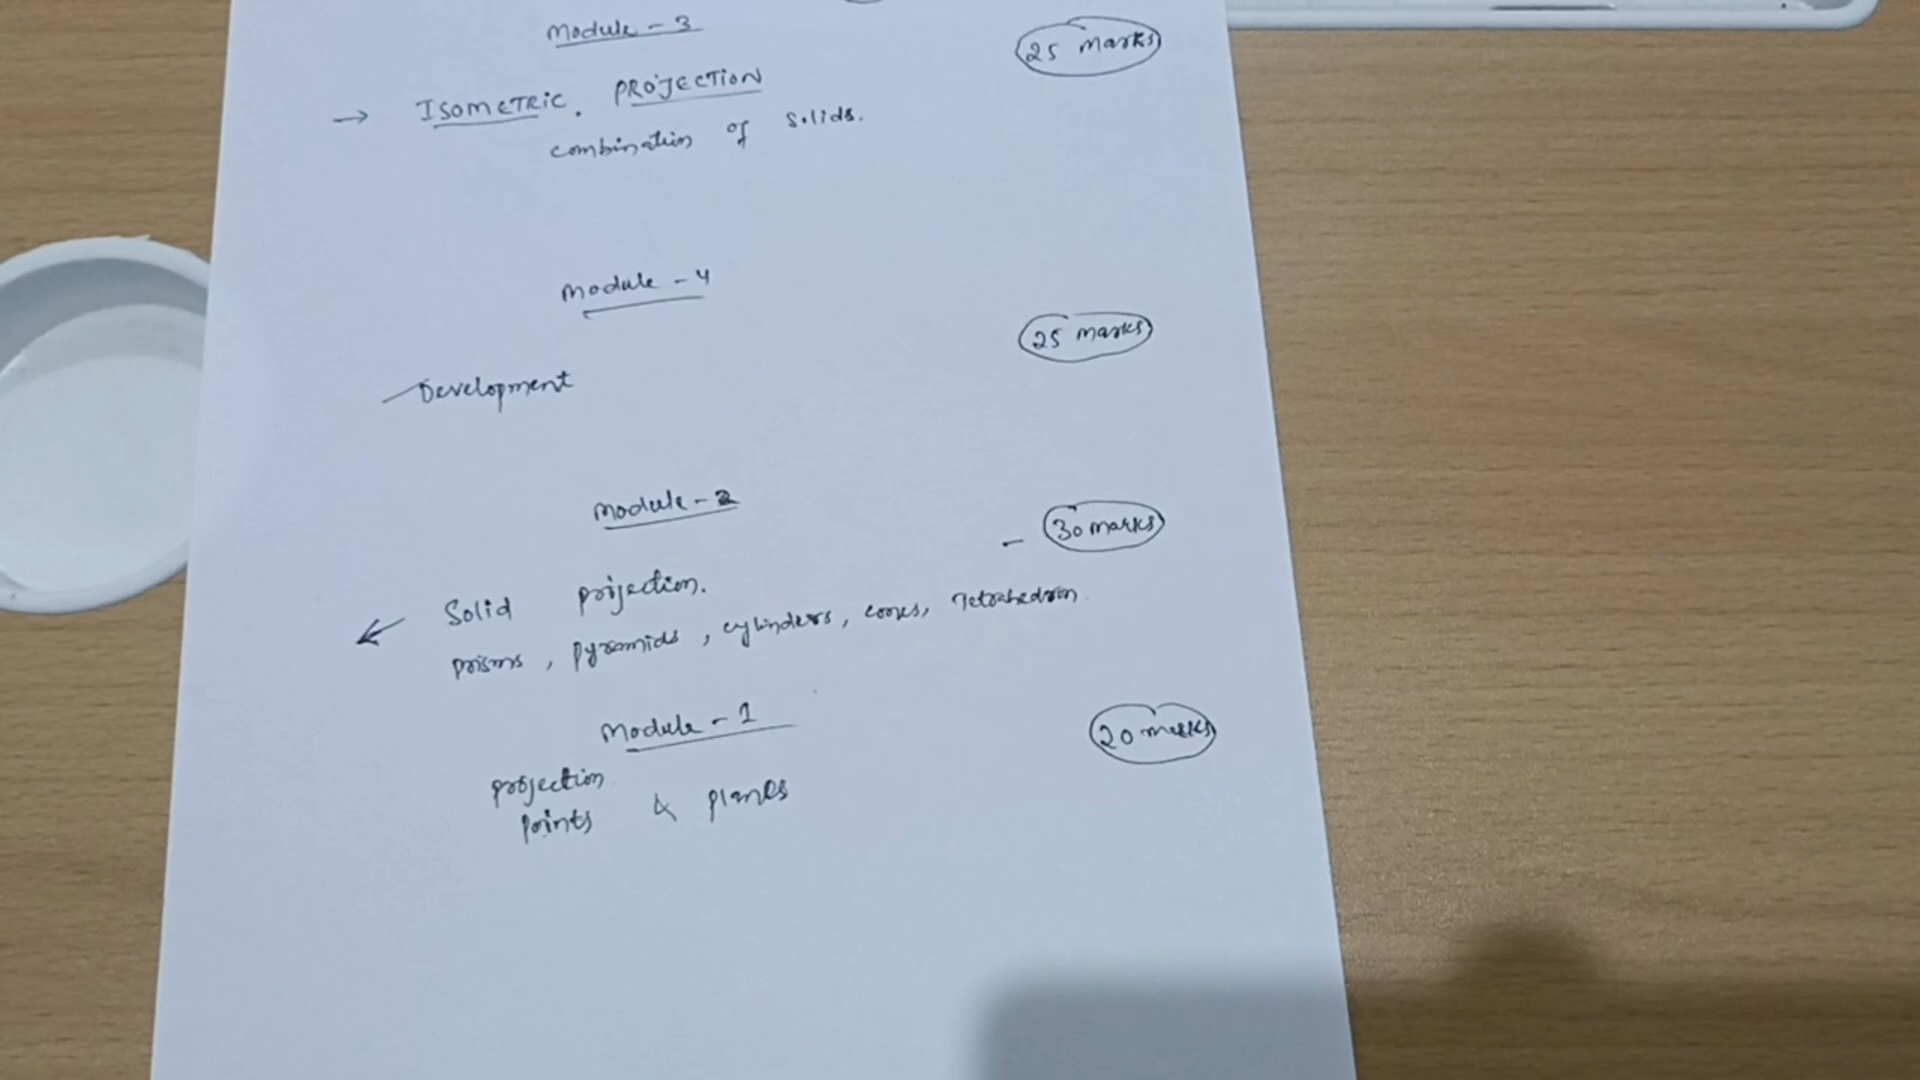 Module - 3
25 marks
→ ISOMETRIC. PROJECTION
combination of solids.
Module - 4
25 marks
Development
Module - 2
- 30 marks
Solid projection.
prisms, pyramids, cylinders, cones, Tetrahedron.
Module - 1
20 marks
projection
points & planes